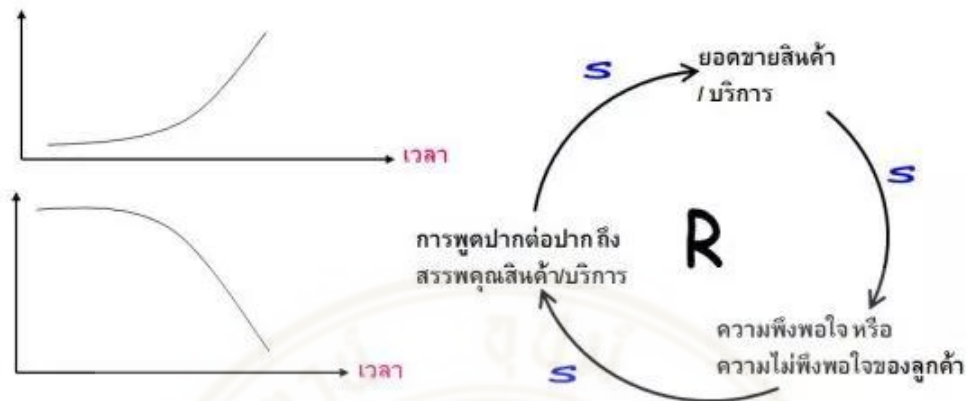 เวลา
เวลา
S
ยอดขายสินค้า
/ บริการ
S
R
การพูดปากต่อปาก ถึง
สรรพคุณสินค้า/บริการ
ความพึงพอใจ หรือ
ความไม่พึงพอใจของลูกค้า
S